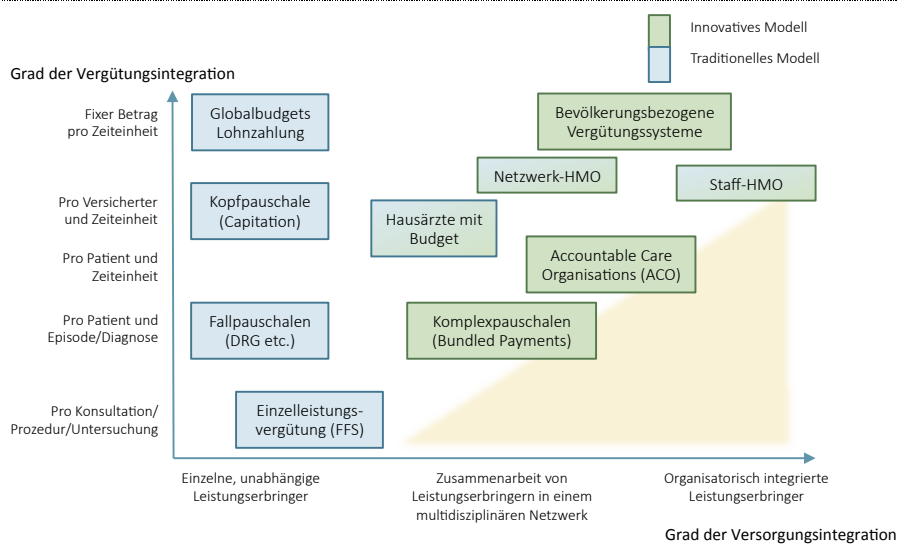 Innovatives Modell
Traditionelles Modell
Grad der Vergütungsintegration
Fixer Betrag
pro Zeiteinheit
Globalbudgets
Lohnzahlung
Bevölkerungsbezogene
Vergütungssysteme
Netzwerk-HMO
Staff-HMO
Pro Versicherter
und Zeiteinheit
Kopfpauschale
(Capitation)
Hausärzte mit
Budget
Pro Patient und
Zeiteinheit
Accountable Care
Organisations (ACO)
Pro Patient und
Episode/Diagnose
Fallpauschalen
(DRG etc.)
Komplexpauschalen
(Bundled Payments)
Pro Konsultation/
Prozedur/Untersuchung
Einzelleistungs-
vergütung (FFS)
Einzelne, unabhängige
Leistungserbringer
Zusammenarbeit von
Leistungserbringern in einem
multidisziplinären Netzwerk
Organisatorisch integrierte
Leistungserbringer
Grad der Versorgungsintegration